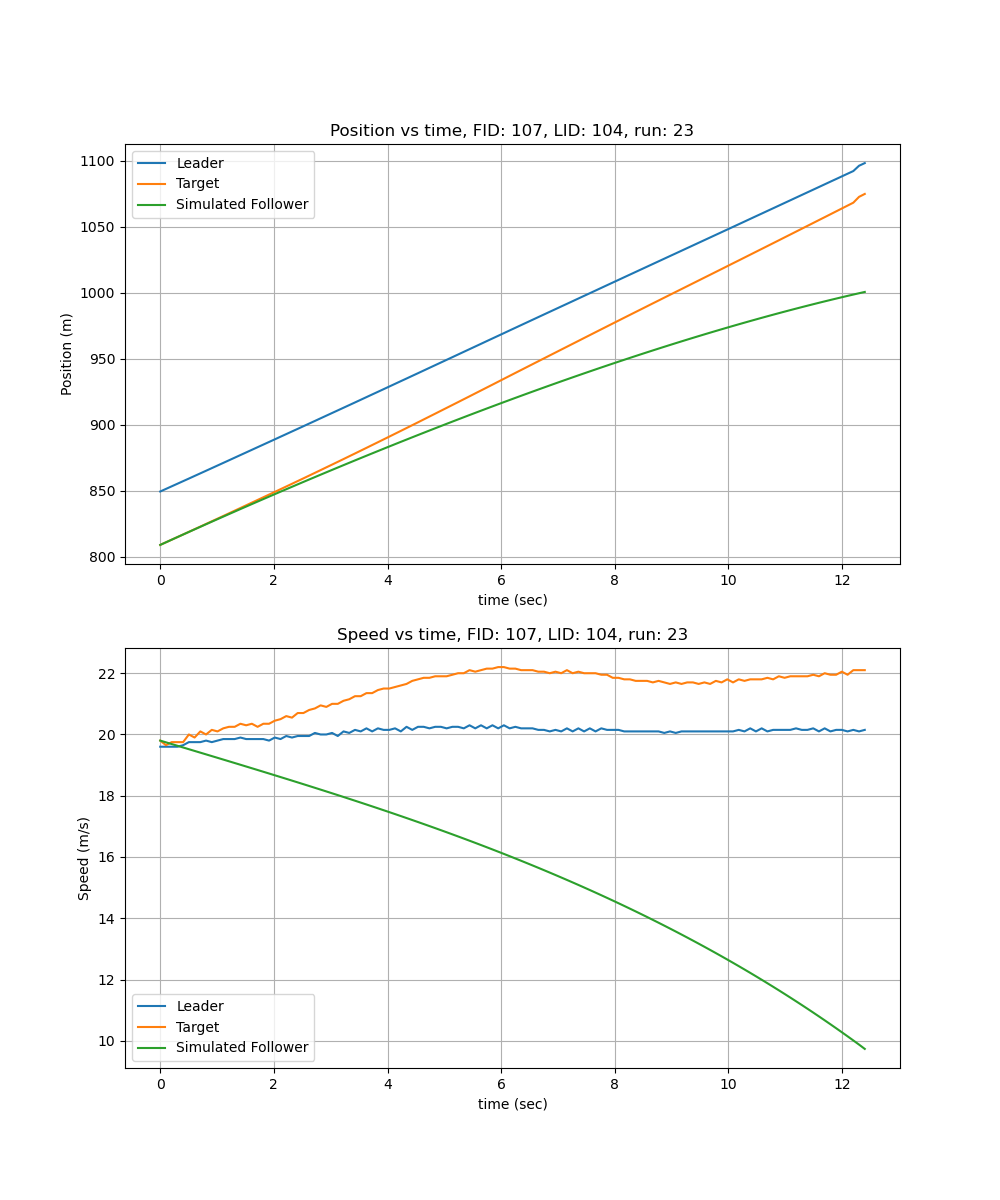 Position vs time, FID: 107, LID: 104, run: 23
Leader
Target
Simulated Follower
1100
1050
1000
950
900
850
800
Position (m)
0 2 4 6 8 10 12
time (sec)
Speed vs time, FID: 107, LID: 104, run: 23
22
20
18
16
14
12
10
Speed (m/s)
Leader
Target
Simulated Follower
0 2 4 6 8 10 12
time (sec)